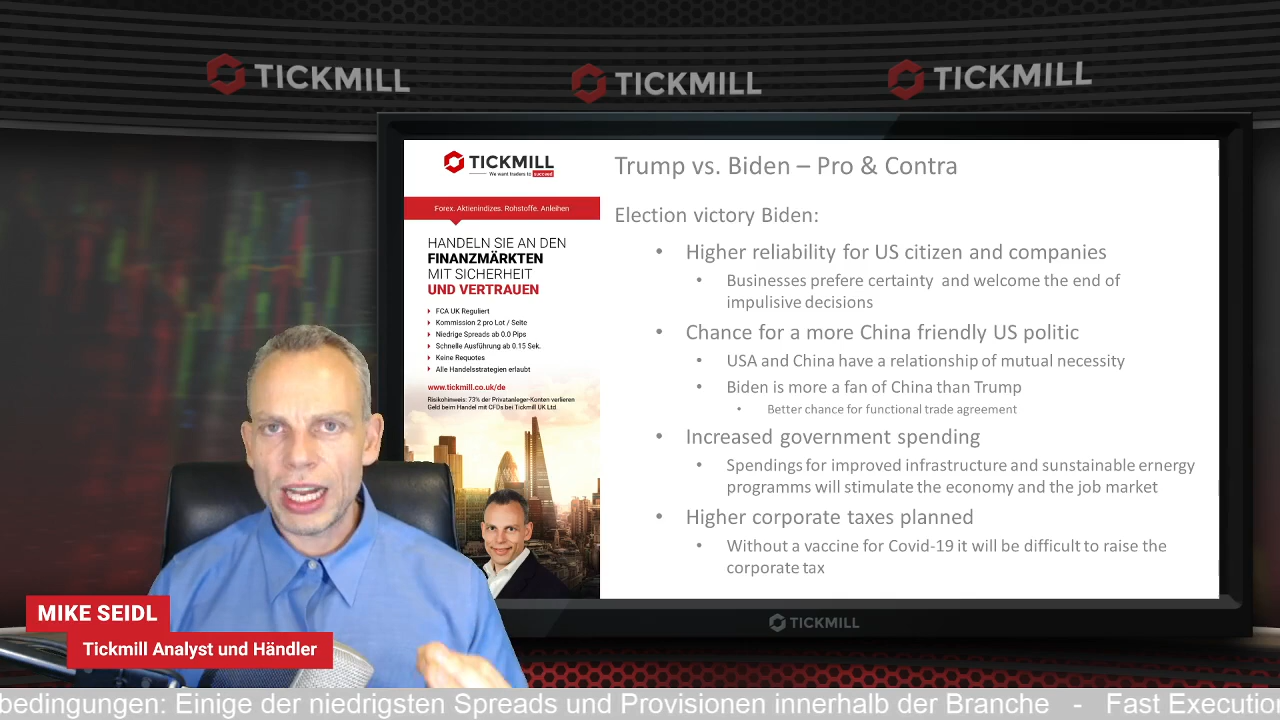 TICKMILL
TICKMILL
TICKMILL
TICKMILL
We want traders to succeed
Forex. Aktienindizes. Rohstoffe. Anleihen
HANDELN SIE AN DEN
FINANZMÄRKTEN
MIT SICHERHEIT
UND VERTRAUEN
FCA UK Reguliert
Kommission 2 pro Lot / Seite
Niedrige Spreads ab 0.0 Pips
Schnelle Ausführung ab 0.15 Sek.
Keine Requotes
Alle Handelsstrategien erlaubt
www.tickmill.co.uk/de
Risikohinweis: 73% der Privatanleger-Konten verlieren
Geld beim Handel mit CFDs bei Tickmill UK Ltd.
Trump vs. Biden – Pro & Contra
Election victory Biden:
• Higher reliability for US citizen and companies
• Businesses prefere certainty and welcome the end of
impulisive decisions
• Chance for a more China friendly US politic
• USA and China have a relationship of mutual necessity
• Biden is more a fan of China than Trump
• Better chance for functional trade agreement
• Increased government spending
• Spendings for improved infrastructure and sunstainable ernergy
programms will stimulate the economy and the job market
• Higher corporate taxes planned
• Without a vaccine for Covid-19 it will be difficult to raise the
corporate tax
TICKMILL
MIKE SEIDL
Tickmill Analyst und Händler
bedingungen: Einige der niedrigsten Spreads und Provisionen innerhalb der Branche - Fast Execution